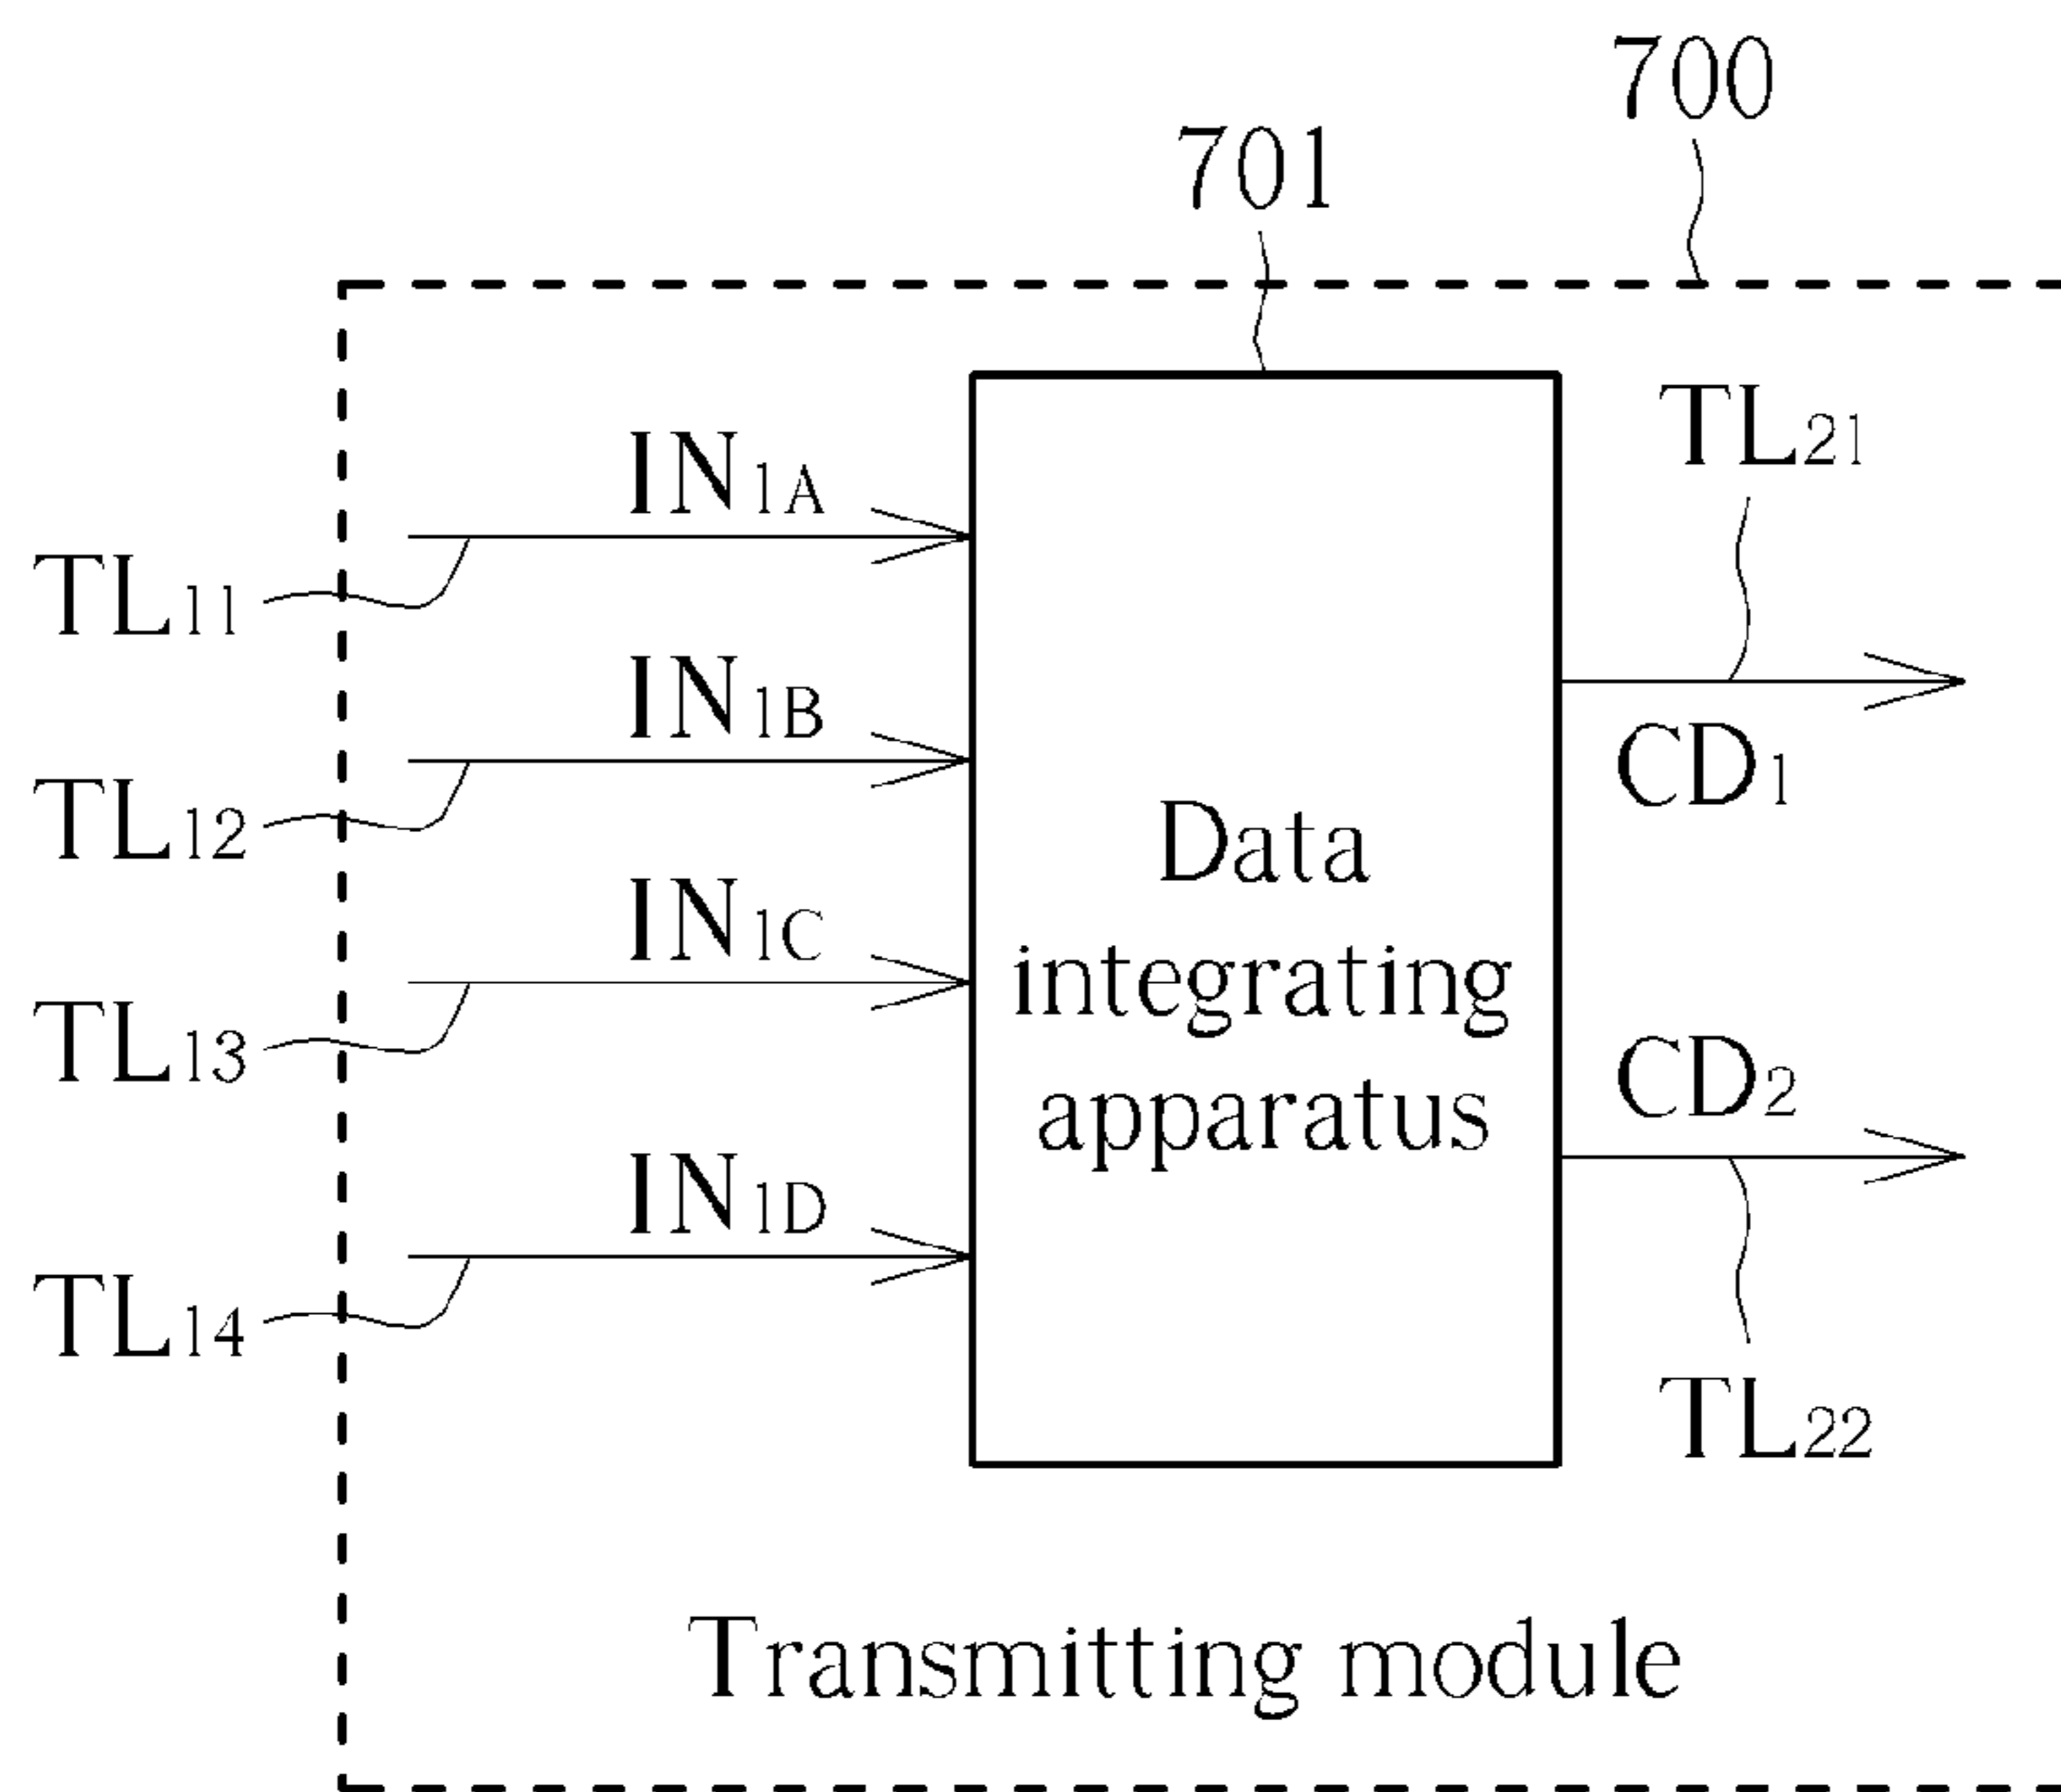 700
701
TL21
IN1A
TL11
IN1B
CD1
TL12
Data
integrating
apparatus
IN1C
TL13
CD2
IN1D
TL14
TL22
Transmitting module